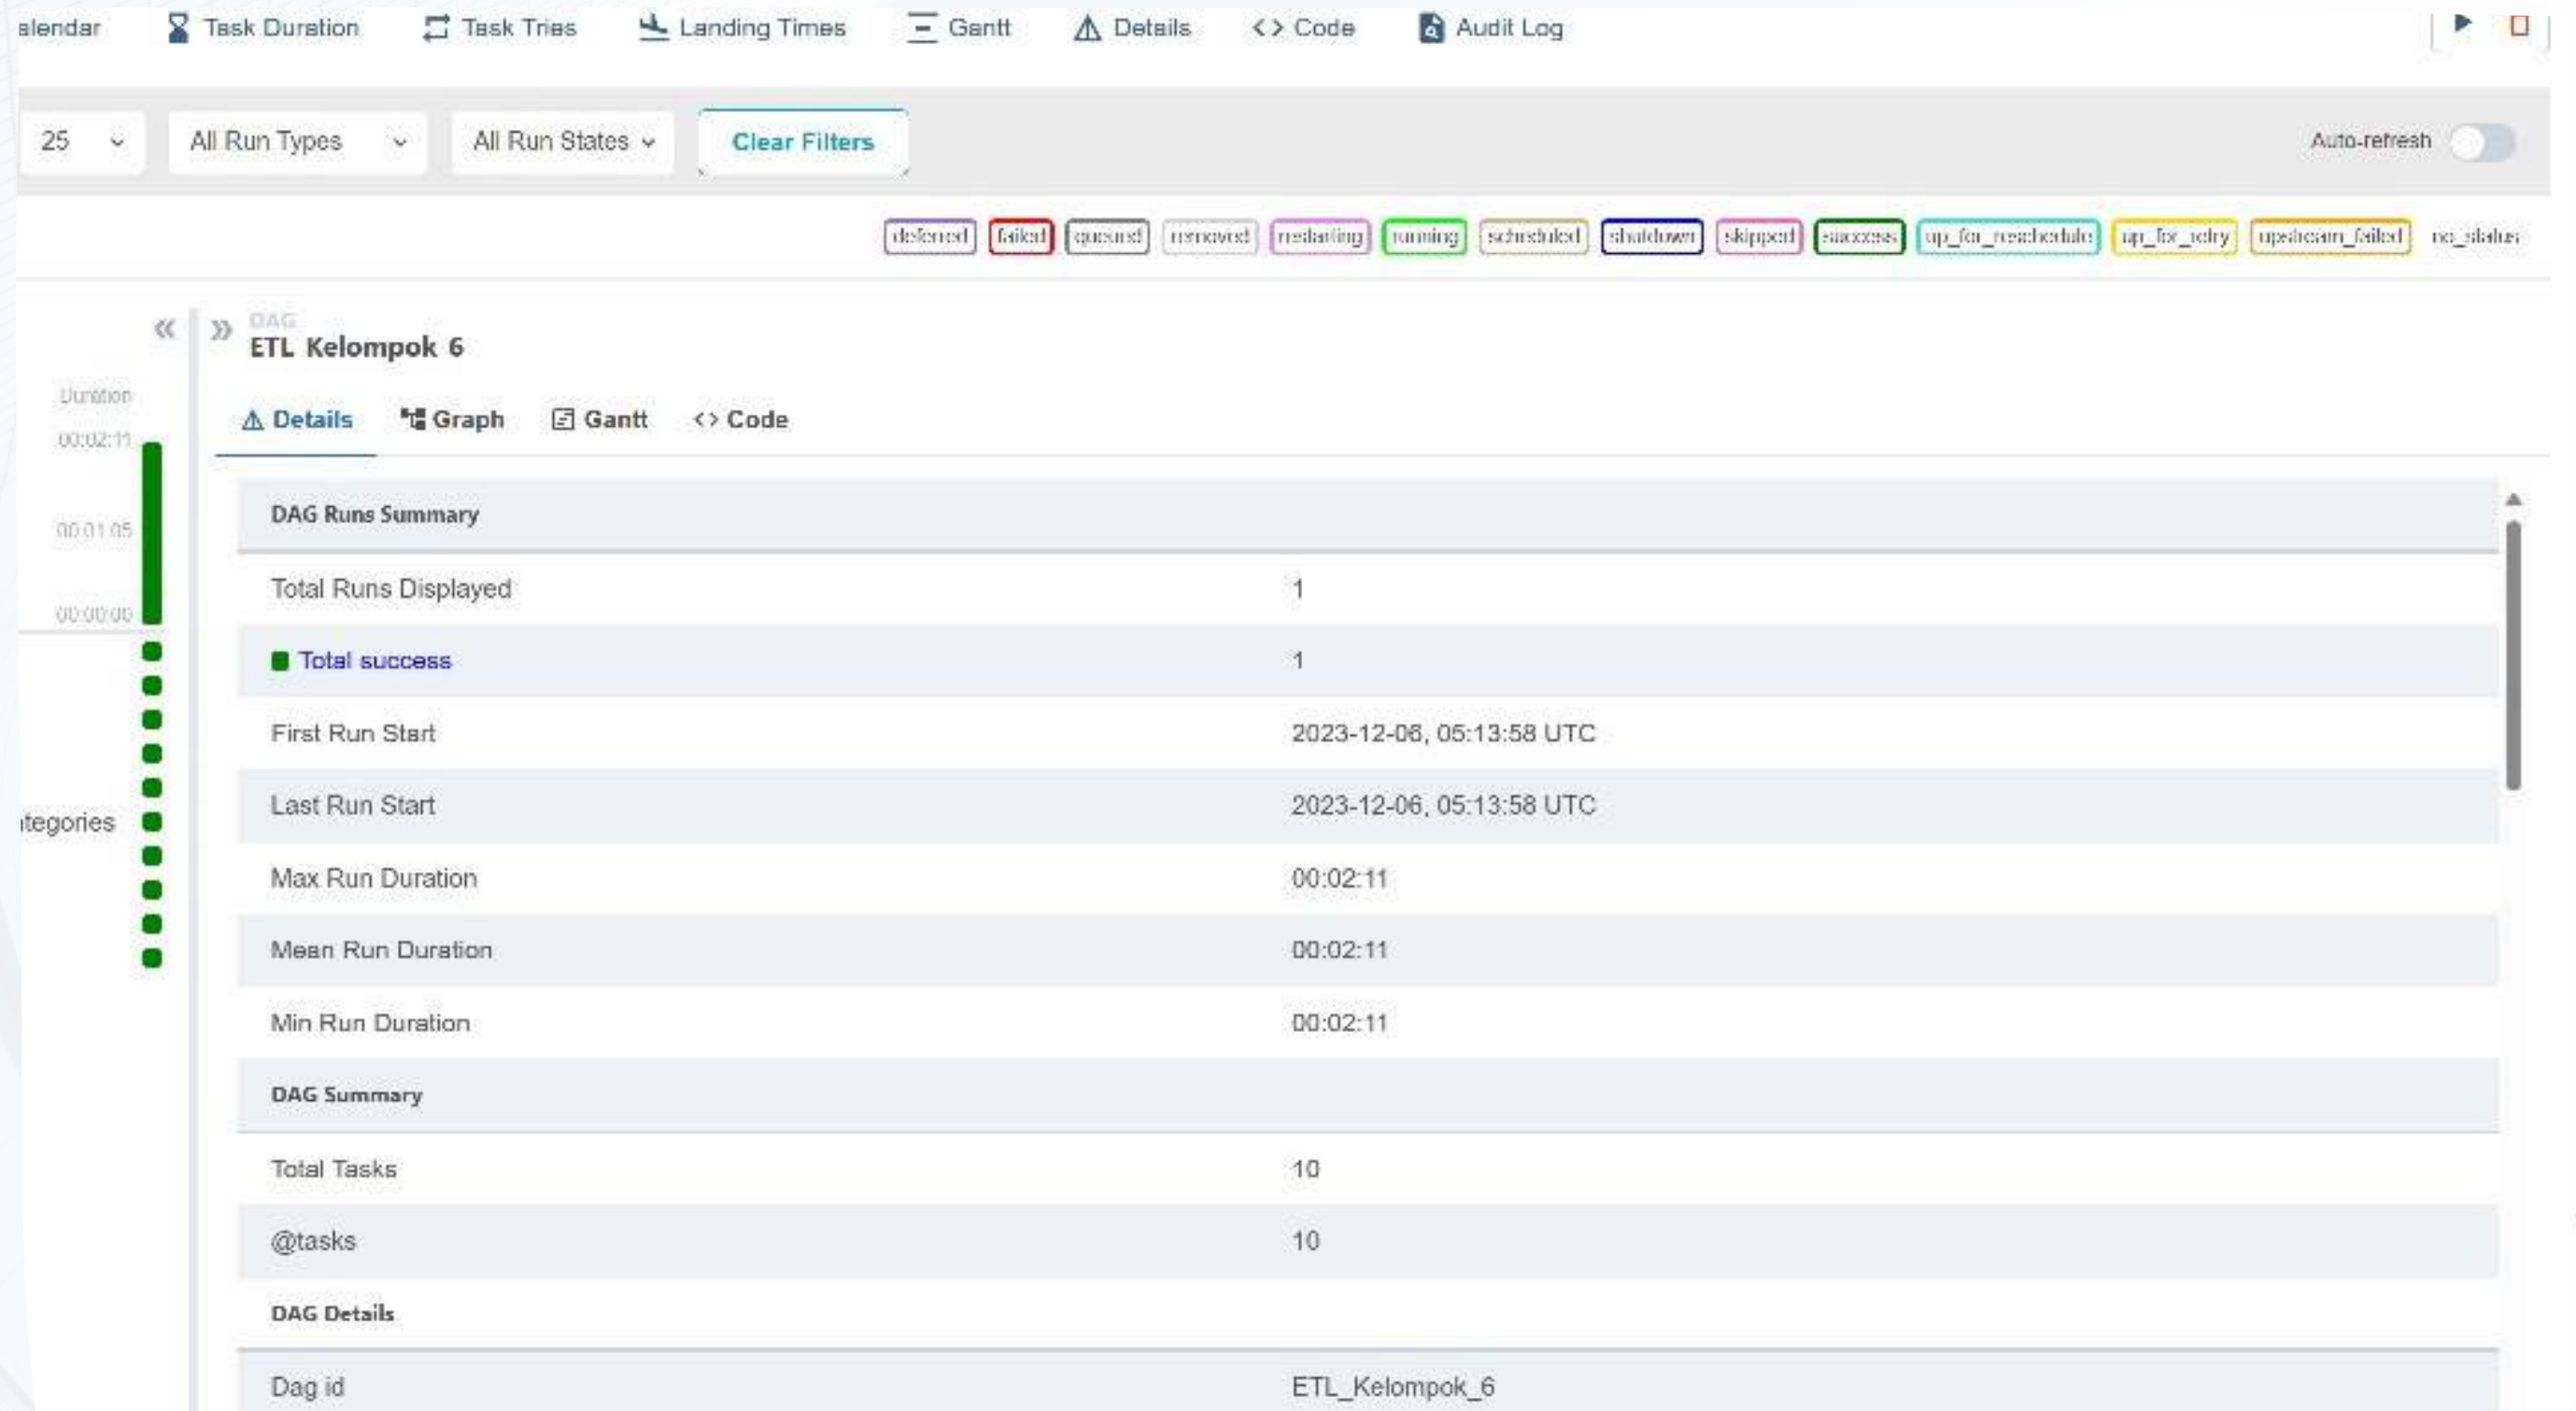 alendar Task Duration Task Tries Landing Times Gantt Details <> Code Audit Log
25 All Run Types All Run States Clear Filters Auto-refresh
deferred failed queued removed restarting running scheduled shutdown skipped success up_for_reschedule up_for_retry upstream_failed no_status
DAG
ETL Kelompok 6
Duration
Details Graph Gantt <> Code
00:02:11
DAG Runs Summary
00:01:05
Total Runs Displayed 1
00:00:00
Total success 1
First Run Start 2023-12-06, 05:13:58 UTC
Last Run Start 2023-12-06, 05:13:58 UTC
tegories
Max Run Duration 00:02:11
Mean Run Duration 00:02:11
Min Run Duration 00:02:11
DAG Summary
Total Tasks 10
@tasks 10
DAG Details
Dag id ETL_Kelompok_6